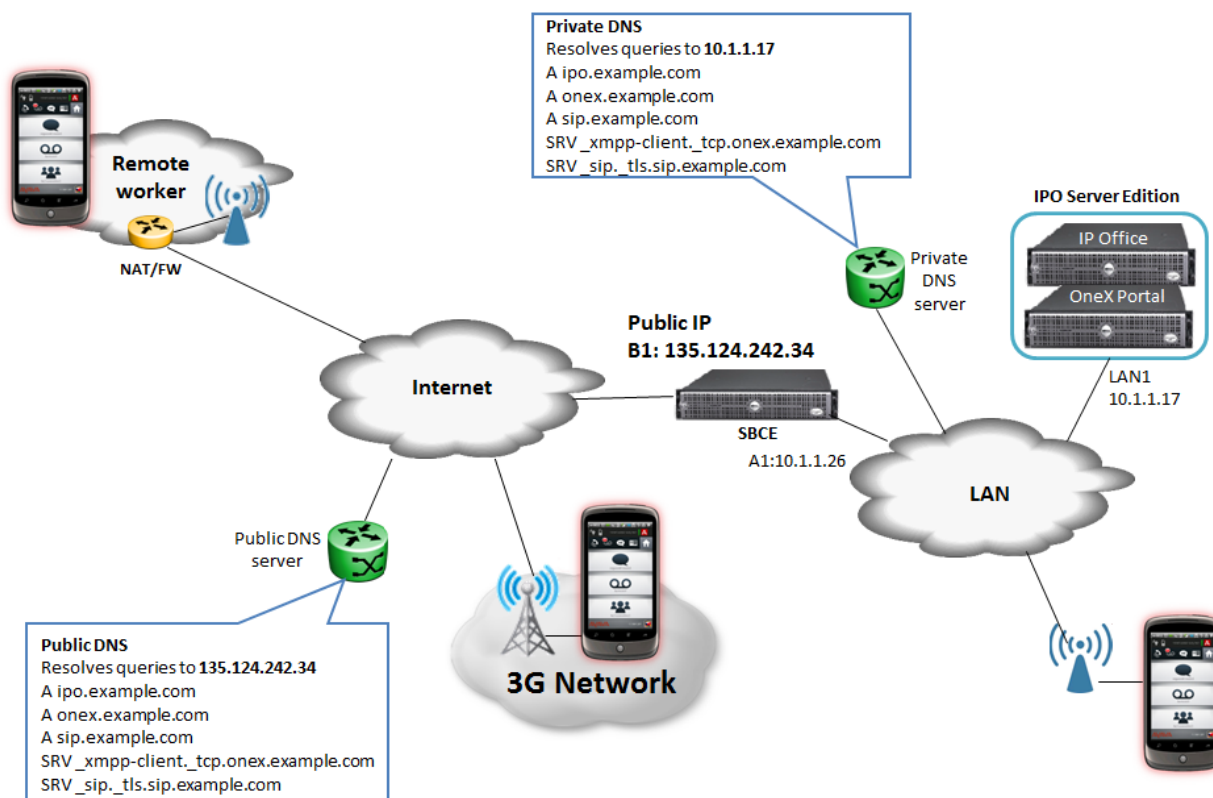 Private DNS
Resolves queries to 10.1.1.17
A ipo.example.com
A onex.example.com
A sip.example.com
SRV _xmpp-client._tcp.onex.example.com
SRV _sip._tls.sip.example.com
Remote
worker
NAT/FW
IPO Server Edition
IP Office
OneX Portal
Private
DNS
server
LAN1
10.1.1.17
Public IP
B1: 135.124.242.34
Internet
SBCE
A1:10.1.1.26
LAN
Public DNS
server
3G Network
Public DNS
Resolves queries to 135.124.242.34
A ipo.example.com
A onex.example.com
A sip.example.com
SRV _xmpp-client._tcp.onex.example.com
SRV _sip._tls.sip.example.com